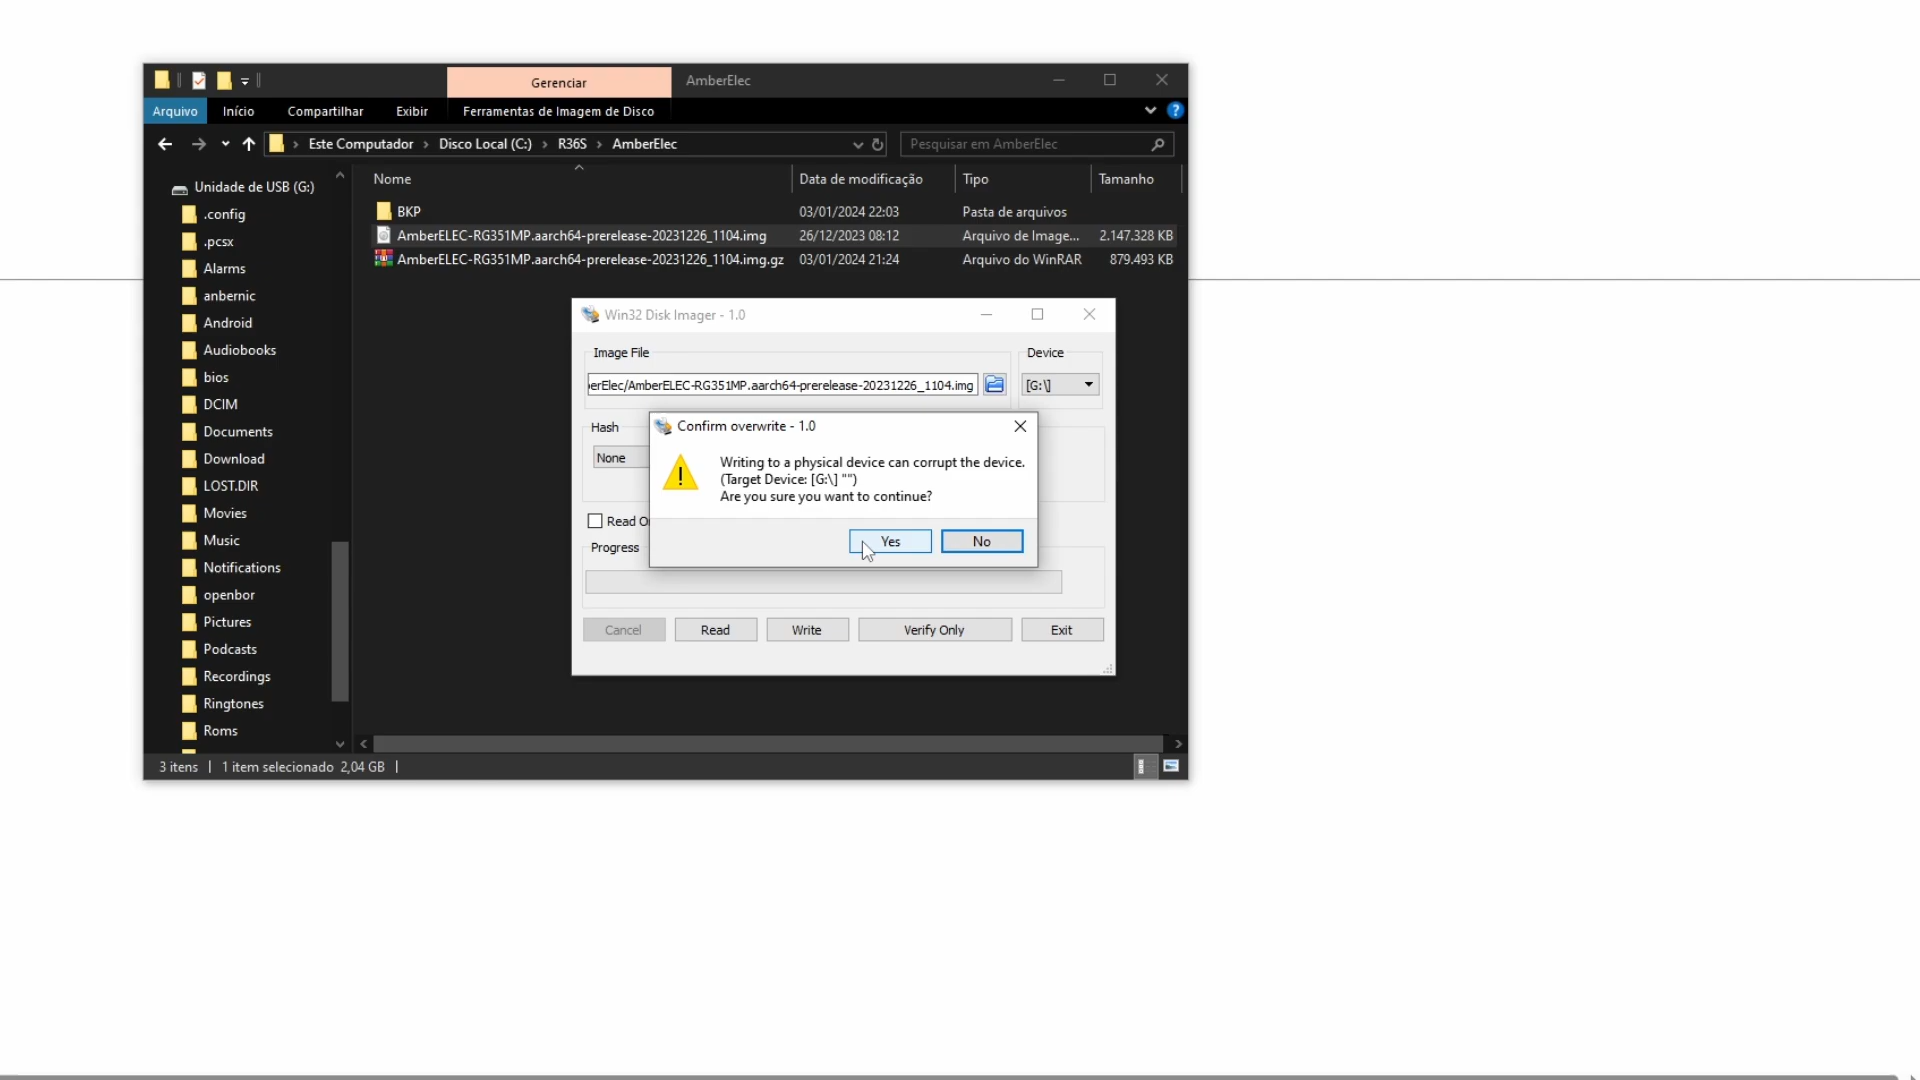 Gerenciar
AmberElec
Arquivo
Início
Compartilhar
Exibir
Ferramentas de Imagem de Disco
Este Computador › Disco Local (C:) › R36S › AmberElec
Pesquisar em AmberElec
Unidade de USB (G:)
.config
.pcsx
Alarms
anbernic
Android
Audiobooks
bios
DCIM
Documents
Download
LOST.DIR
Movies
Music
Notifications
openbor
Pictures
Podcasts
Recordings
Ringtones
Roms
Nome
Data de modificação
Tipo
Tamanho
BKP 03/01/2024 22:03 Pasta de arquivos
AmberELEC-RG351MP.aarch64-prerelease-20231226_1104.img 26/12/2023 08:12 Arquivo de Image... 2.147.328 KB
AmberELEC-RG351MP.aarch64-prerelease-20231226_1104.img.gz 03/01/2024 21:24 Arquivo do WinRAR 879.493 KB
Win32 Disk Imager - 1.0
Image File
Device
erElec/AmberELEC-RG351MP.aarch64-prerelease-20231226_1104.img
[G:\]
Hash
None
Confirm overwrite - 1.0
Writing to a physical device can corrupt the device.
(Target Device: [G:\] "")
Are you sure you want to continue?
Yes
No
Read O
Progress
Cancel
Read
Write
Verify Only
Exit
3 itens | 1 item selecionado 2,04 GB |